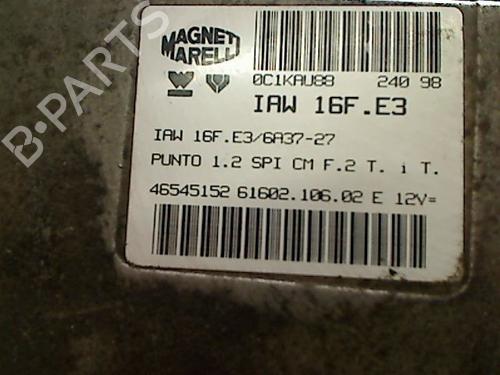 MAGNETI
MARELLI
0C1KAU88 240 98
IAW 16F.E3
IAW 16F.E3/6A37-27
PUNTO 1.2 SPI CM F.2 T. i T.
46545152 61602.106.02 E 12V=
B-PARTS